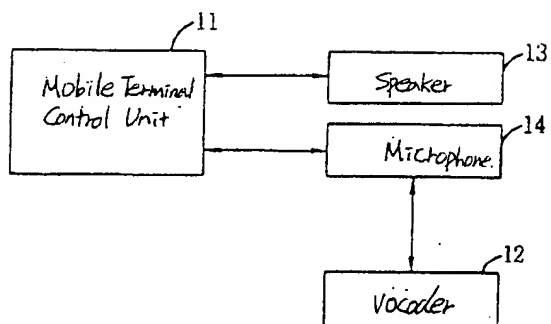 11
Mobile Terminal
Control Unit
13
Speaker
14
Microphone.
12
Vocoder